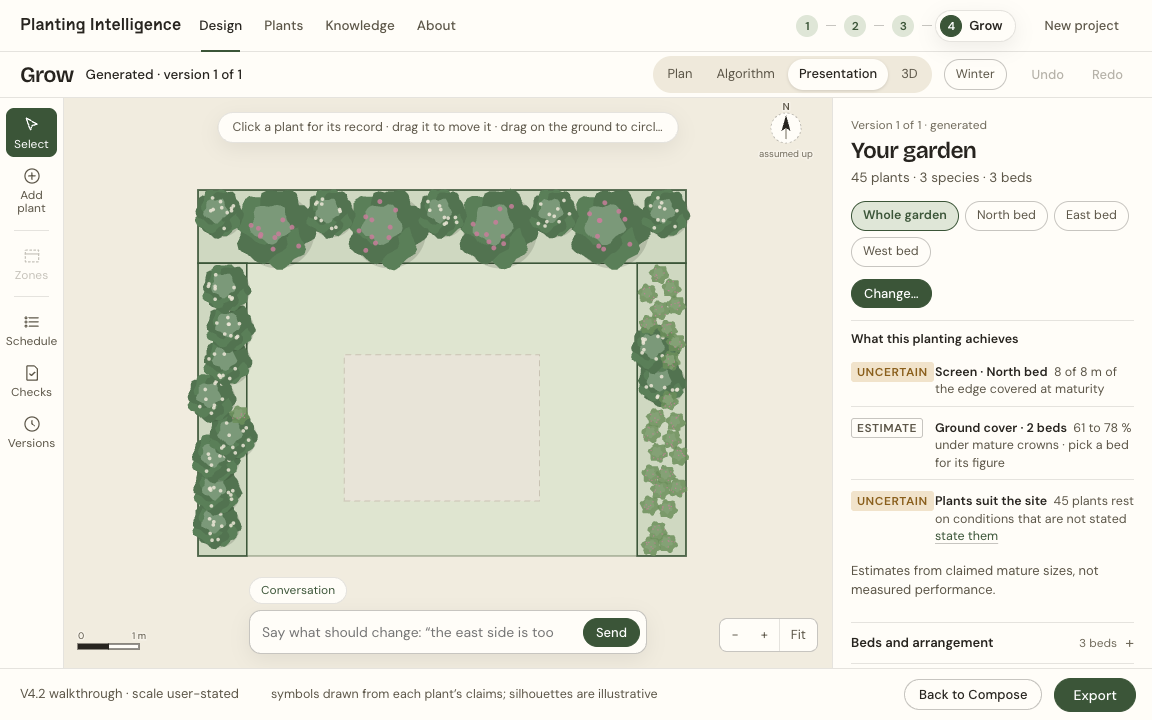 Planting Intelligence
Design
Plants
Knowledge
About
1
2
3
4
Grow
New project
Grow
Generated · version 1 of 1
Plan
Algorithm
Presentation
3D
Winter
Undo
Redo
Select
Add
plant
Zones
Schedule
Checks
Versions
Click a plant for its record · drag it to move it · drag on the ground to circl…
N
assumed up
Conversation
Say what should change: “the east side is too
Send
0
1 m
−
+
Fit
Version 1 of 1 · generated
Your garden
45 plants · 3 species · 3 beds
Whole garden
North bed
East bed
West bed
Change…
What this planting achieves
UNCERTAIN
Screen · North bed 8 of 8 m of
the edge covered at maturity
ESTIMATE
Ground cover · 2 beds 61 to 78 %
under mature crowns · pick a bed
for its figure
UNCERTAIN
Plants suit the site 45 plants rest
on conditions that are not stated
state them
Estimates from claimed mature sizes, not
measured performance.
Beds and arrangement
3 beds +
V4.2 walkthrough · scale user-stated
symbols drawn from each plant’s claims; silhouettes are illustrative
Back to Compose
Export